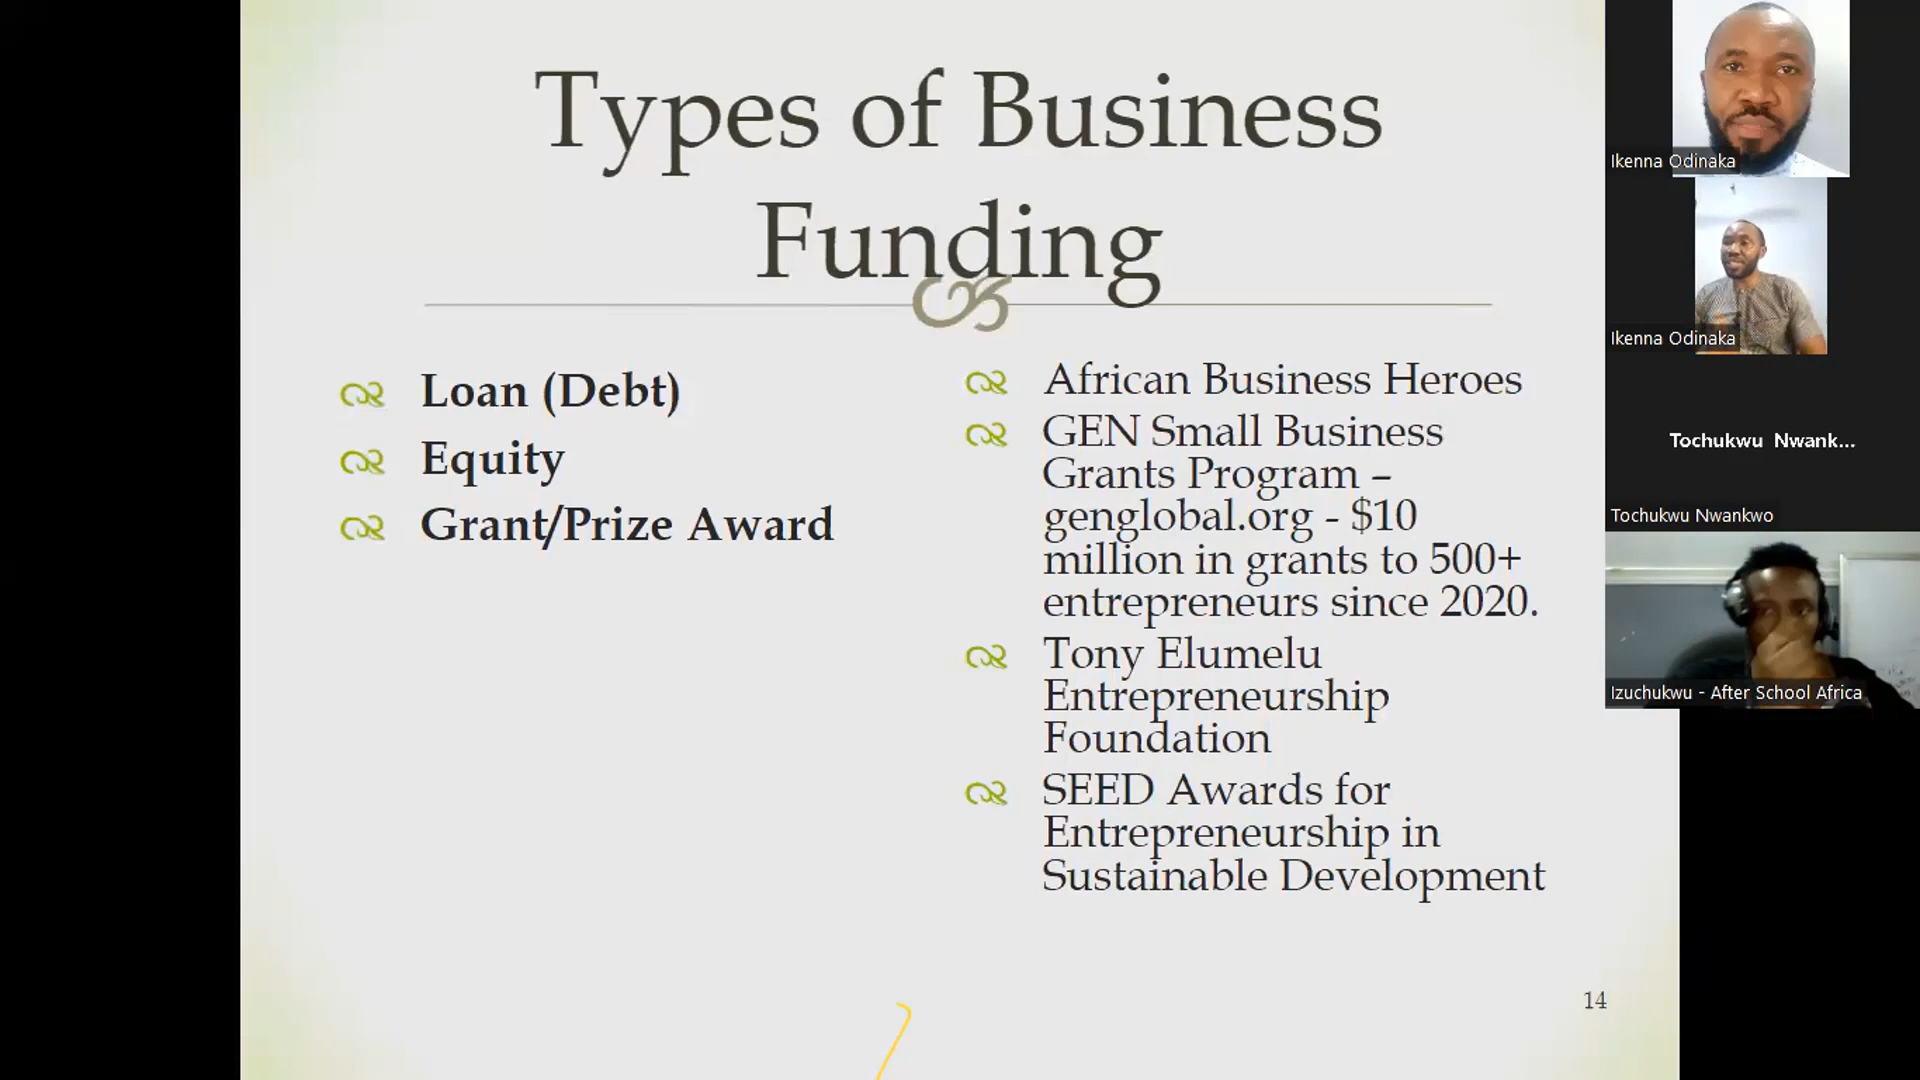 Types of Business
Funding
Loan (Debt)
Equity
Grant/Prize Award
African Business Heroes
GEN Small Business
Grants Program –
genglobal.org - $10
million in grants to 500+
entrepreneurs since 2020.
Tony Elumelu
Entrepreneurship
Foundation
SEED Awards for
Entrepreneurship in
Sustainable Development
14
Ikenna Odinaka
Ikenna Odinaka
Tochukwu Nwank...
Tochukwu Nwankwo
Izuchukwu - After School Africa